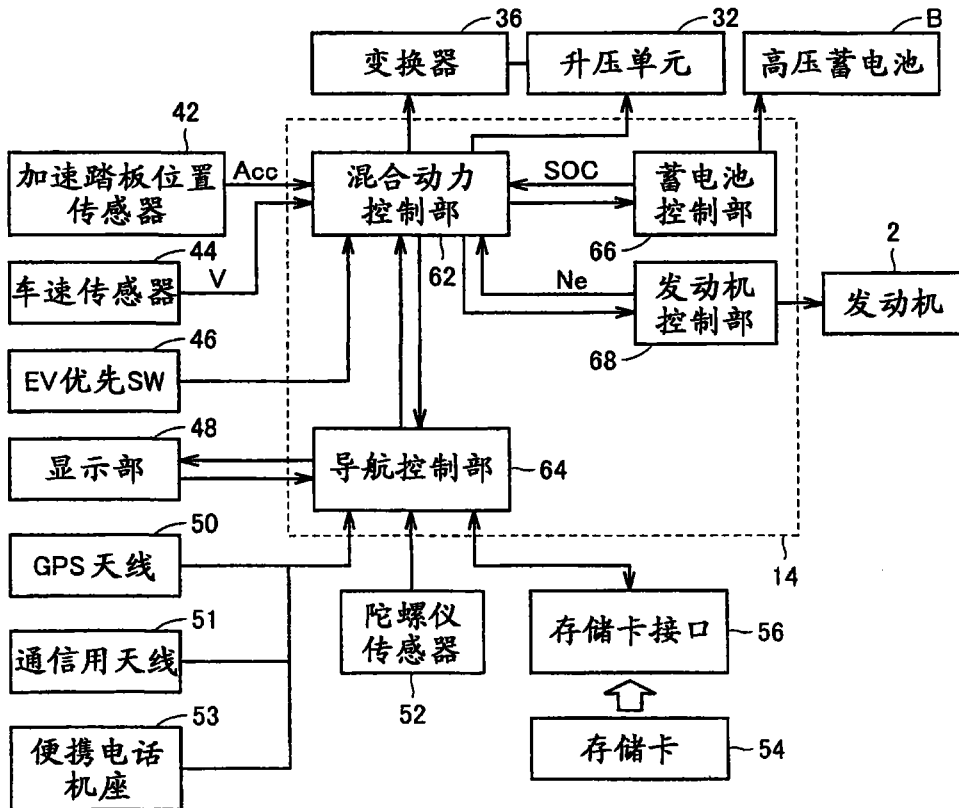 36
32
B
变换器
升压单元
高压蓄电池
42
加速踏板位置
传感器
Acc
混合动力
控制部
62
SOC
蓄电池
控制部
66
44
车速传感器
V
Ne
发动机
控制部
68
2
发动机
46
EV优先SW
48
显示部
导航控制部
64
50
GPS天线
14
51
通信用天线
陀螺仪
传感器
52
存储卡接口
56
53
便携电话
机座
存储卡
54